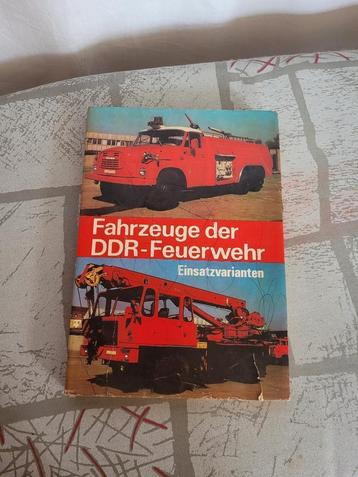 Fahrzeuge der
DDR-Feuerwehr
Einsatzvarianten